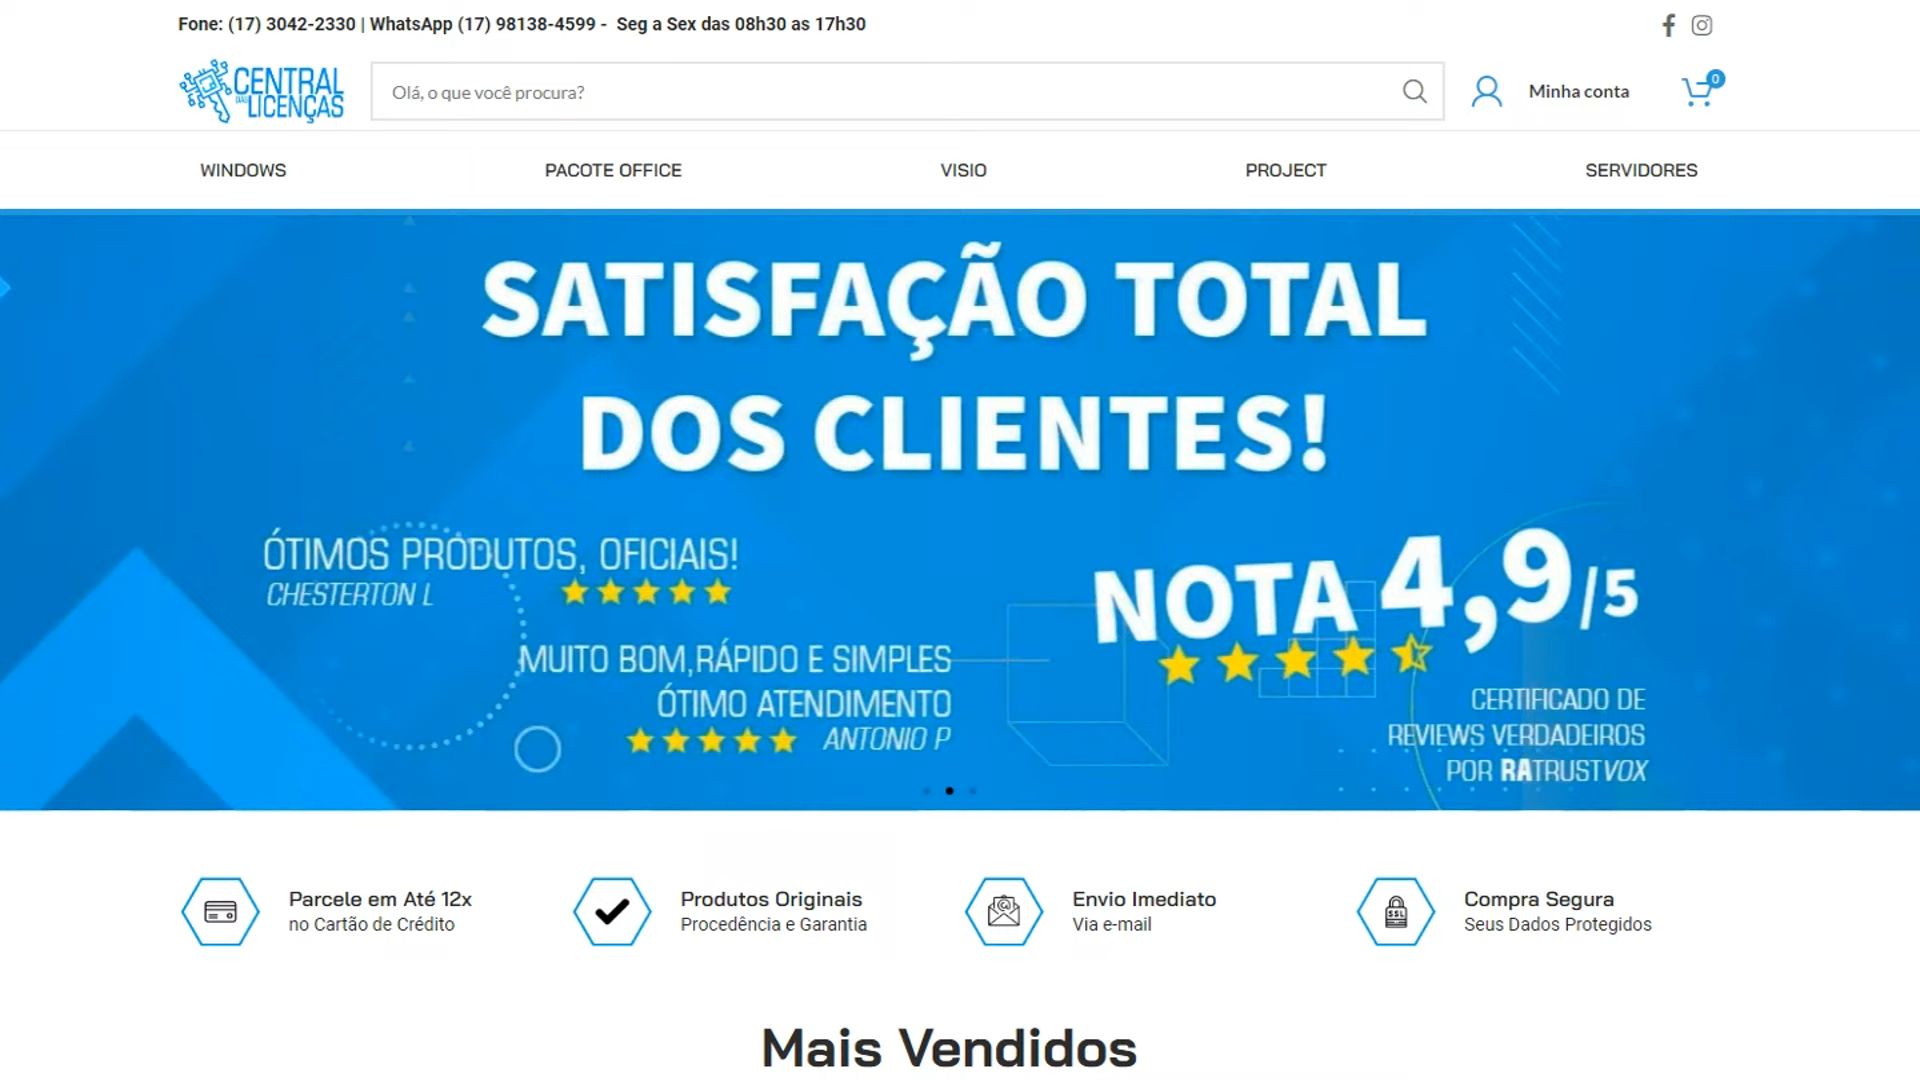 Fone: (17) 3042-2330 | WhatsApp (17) 98138-4599 - Seg a Sex das 08h30 as 17h30
CENTRAL
DAS
LICENÇAS
Olá, o que você procura?
Minha conta
0
WINDOWS
PACOTE OFFICE
VISIO
PROJECT
SERVIDORES
SATISFAÇÃO TOTAL
DOS CLIENTES!
ÓTIMOS PRODUTOS, OFICIAIS!
CHESTERTON L
MUITO BOM,RÁPIDO E SIMPLES
ÓTIMO ATENDIMENTO
ANTONIO P
NOTA 4,9/5
CERTIFICADO DE
REVIEWS VERDADEIROS
POR RATRUSTVOX
Parcele em Até 12x
no Cartão de Crédito
Produtos Originais
Procedência e Garantia
Envio Imediato
Via e-mail
SSL
Compra Segura
Seus Dados Protegidos
Mais Vendidos